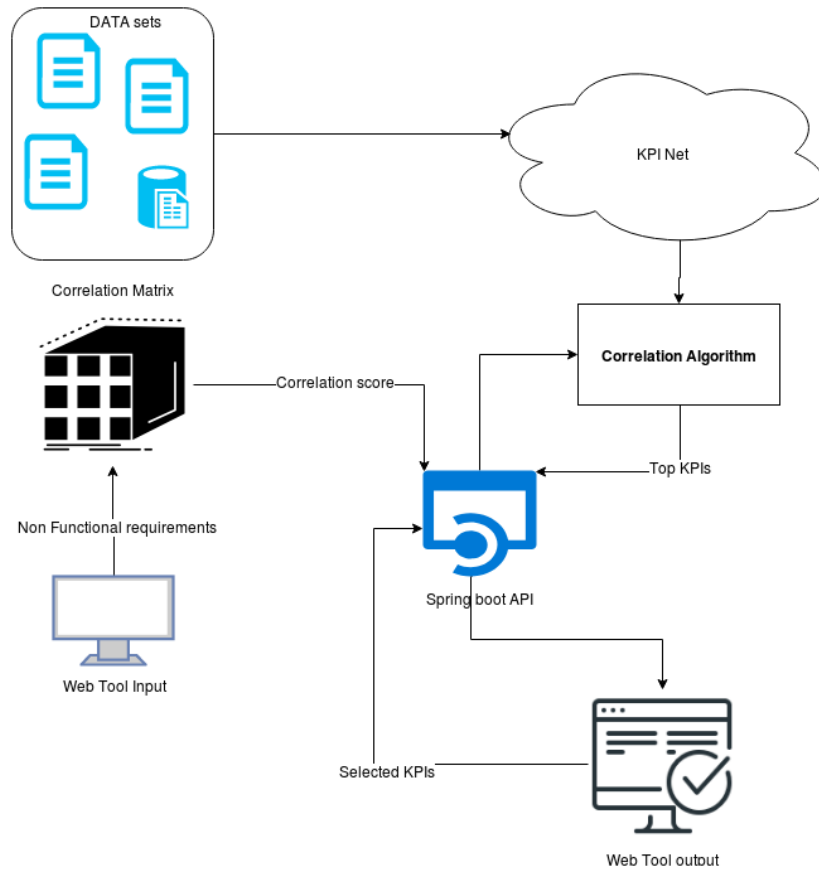 DATA sets
KPI Net
Correlation Matrix
Correlation Algorithm
Correlation score
Top KPIs
Non Functional requirements
Spring boot API
Web Tool Input
Selected KPIs
Web Tool output